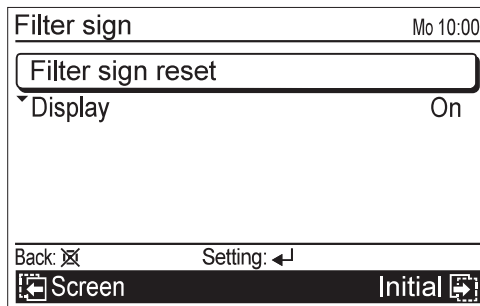 Filter sign Mo 10:00
Filter sign reset
Display On
Back: Setting:
Screen Initial